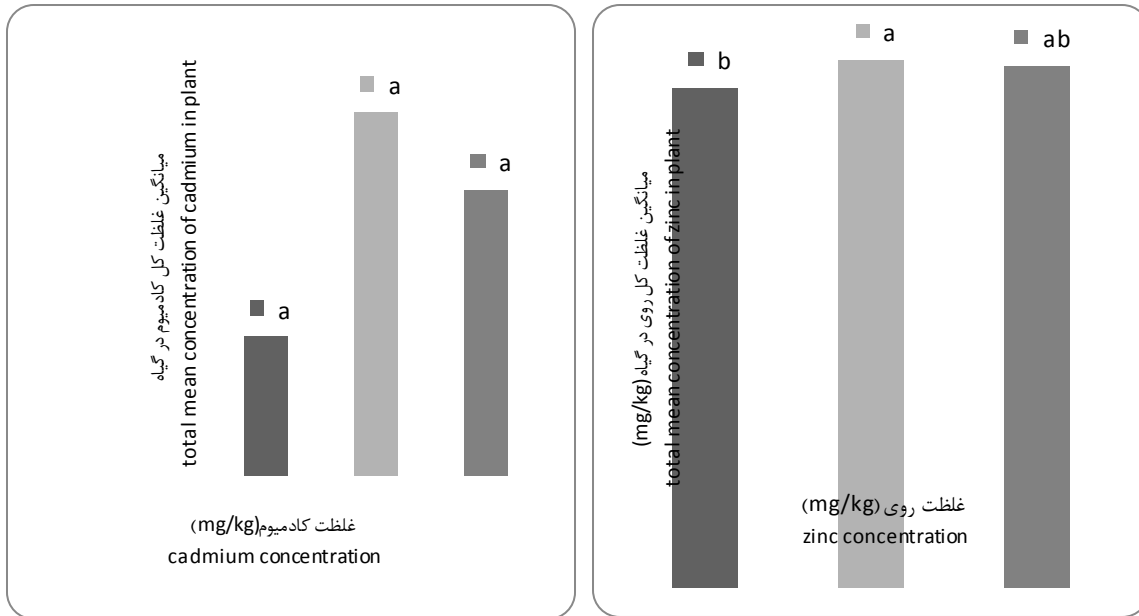 a
a
a
میانگین غلظت کل کادمیوم در گیاه
total mean concentration of cadmium in plant
غلظت کادمیوم(mg/kg)
cadmium concentration
b
a
ab
میانگین غلظت کل روی در گیاه (mg/kg)
total mean concentration of zinc in plant
غلظت روی (mg/kg)
zinc concentration